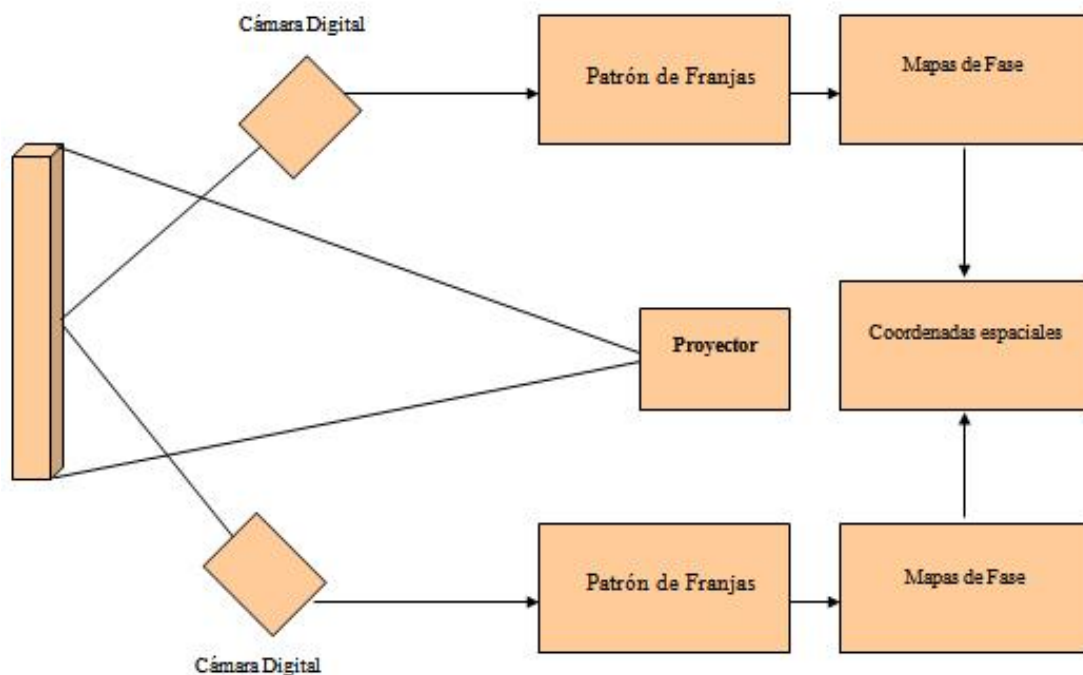 Cámara Digital
Patrón de Franjas
Mapas de Fase
Proyector
Coordenadas espaciales
Patrón de Franjas
Mapas de Fase
Cámara Digital